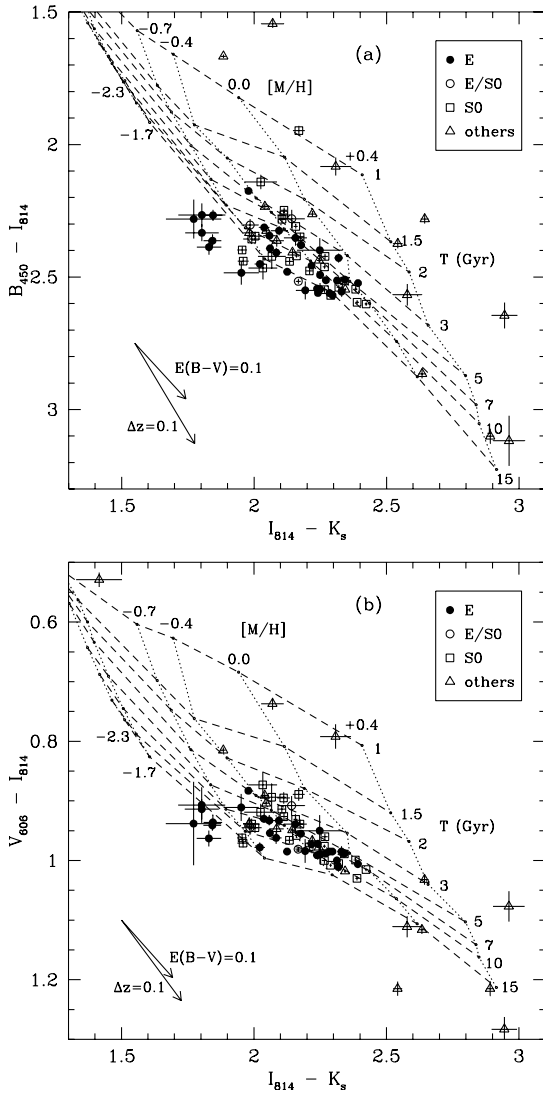 (a)
E
E/S0
S0
others
−0.7
−0.4
0.0
[M/H]
+0.4
−2.3
−1.7
1
1.5
T (Gyr)
2
3
5
7
10
15
E(B−V)=0.1
Δz=0.1
1.5
2
2.5
3
B450 − I814
1.5
2
2.5
3
I814 − Ks
(b)
E
E/S0
S0
others
−0.7
−0.4
[M/H]
0.0
+0.4
−2.3
−1.7
1
1.5
T (Gyr)
2
3
5
7
10
15
E(B−V)=0.1
Δz=0.1
0.6
0.8
1
1.2
V606 − I814
1.5
2
2.5
3
I814 − Ks